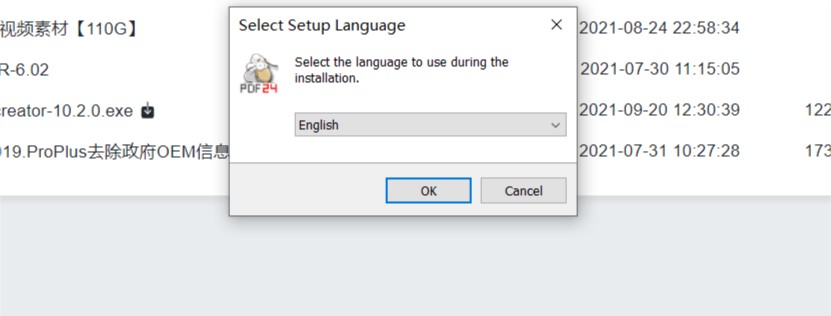 视频素材【110G】
2021-08-24 22:58:34
R-6.02
2021-07-30 11:15:05
reator-10.2.0.exe
2021-09-20 12:30:39
122
19.ProPlus去除政府OEM信息
2021-07-31 10:27:28
173
Select Setup Language
PDF24
Select the language to use during the
installation.
English
OK
Cancel